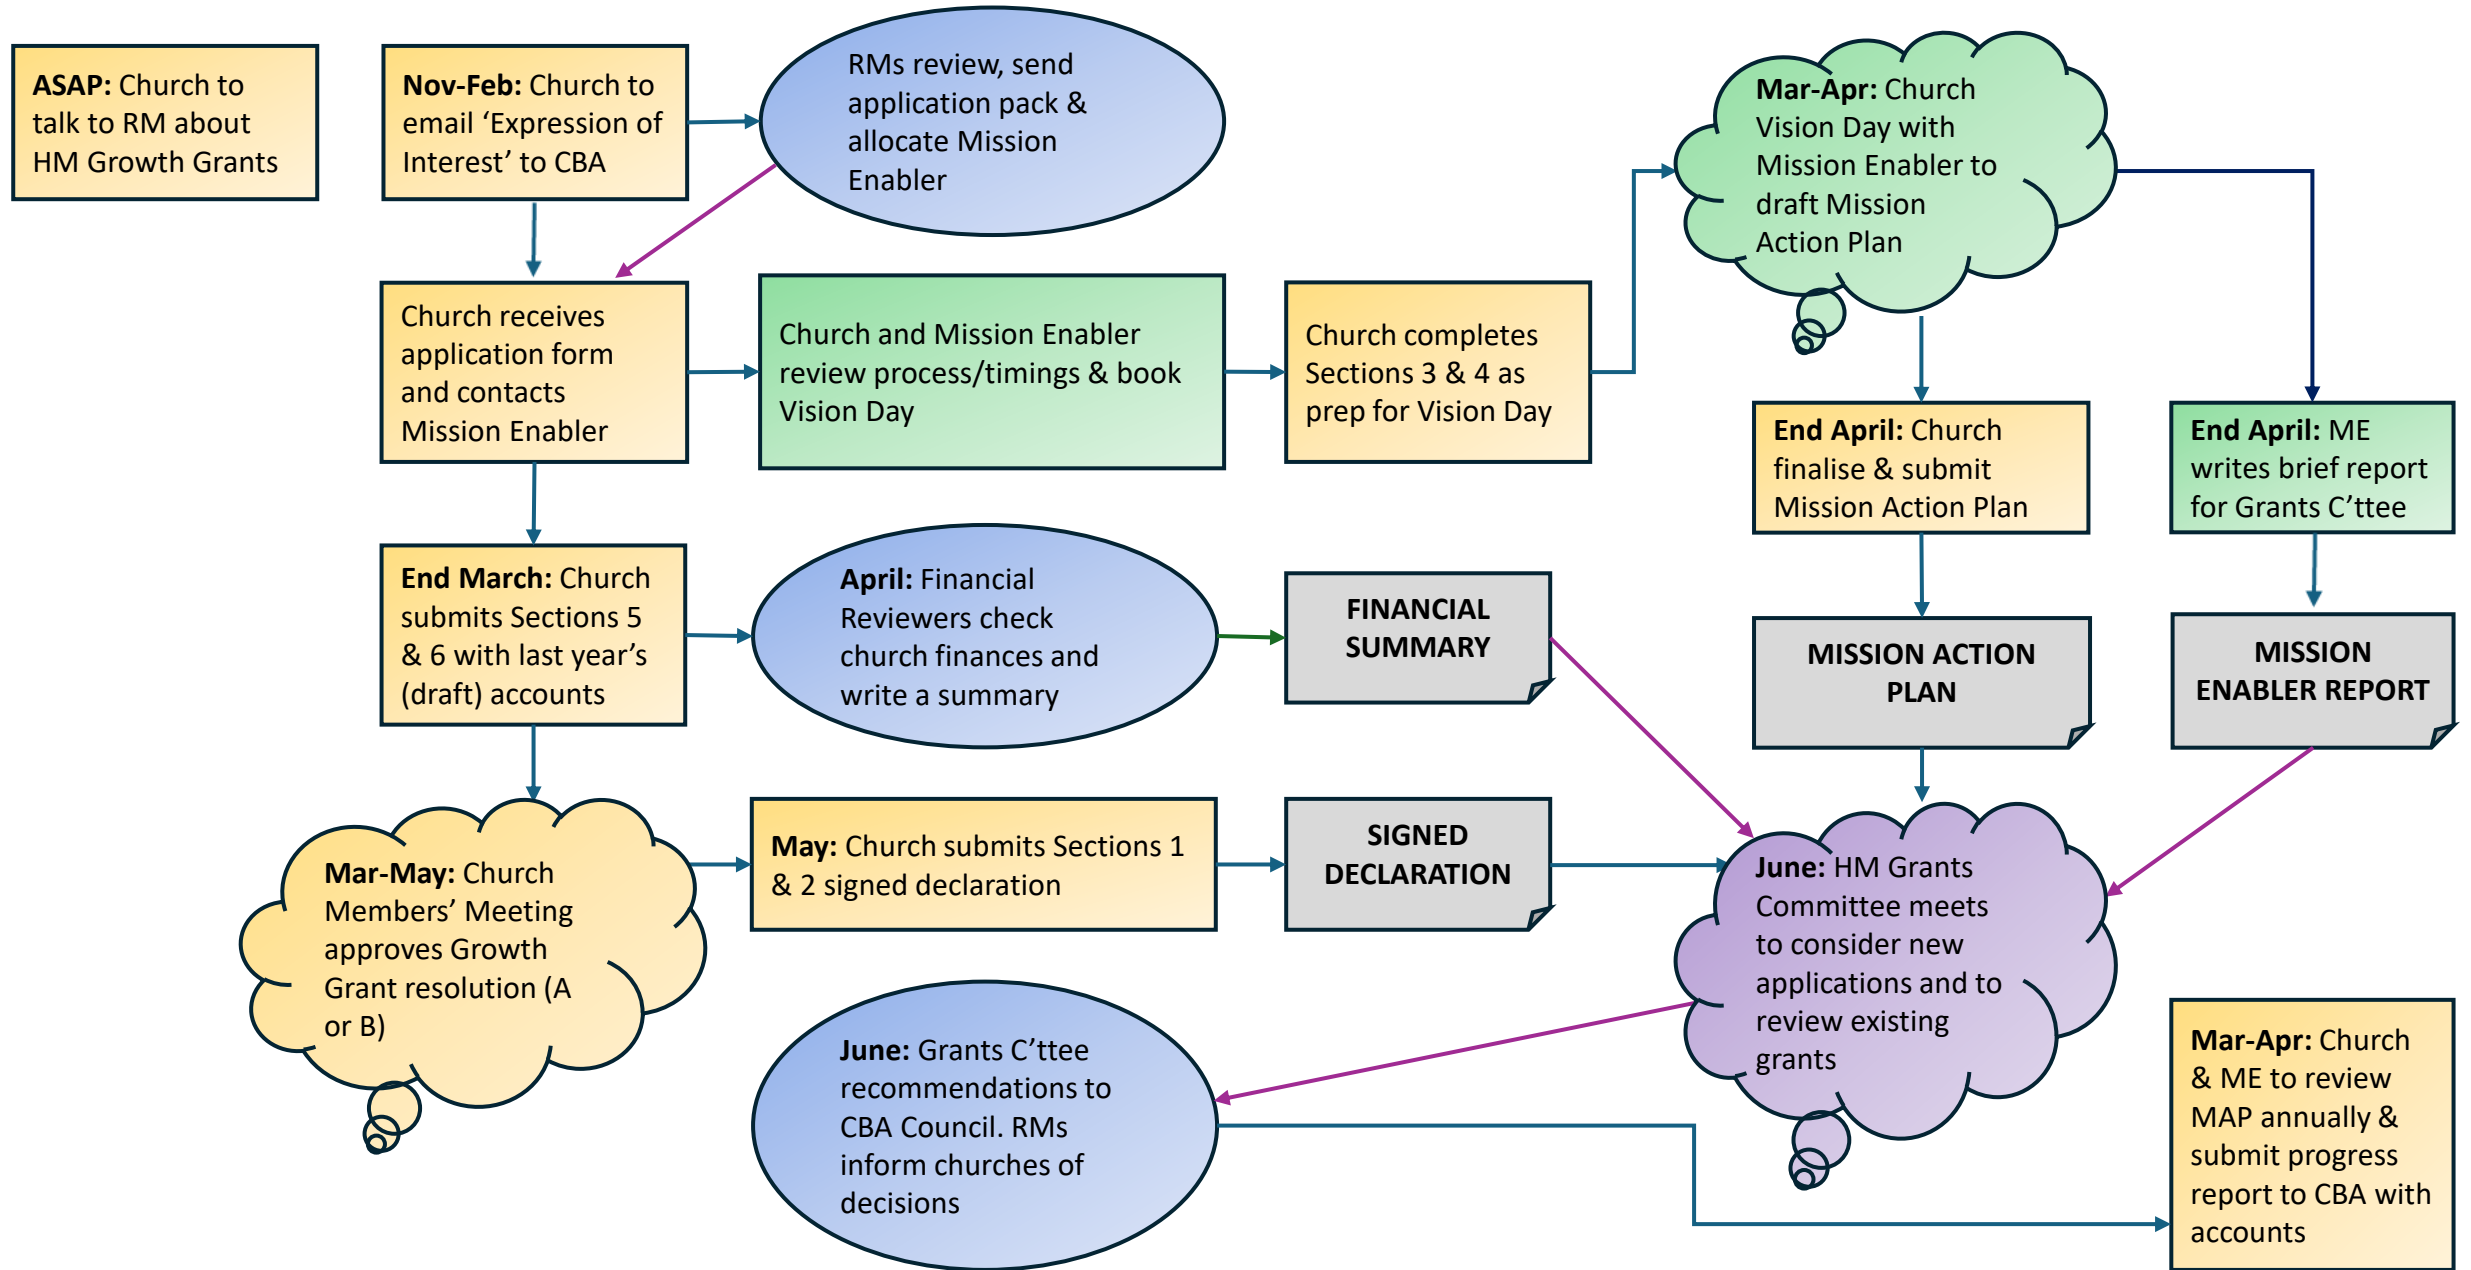 ASAP: Church to
talk to RM about
HM Growth Grants
Nov-Feb: Church to
email ‘Expression of
Interest’ to CBA
RMs review, send
application pack &
allocate Mission
Enabler
Mar-Apr: Church
Vision Day with
Mission Enabler to
draft Mission
Action Plan
Church receives
application form
and contacts
Mission Enabler
Church and Mission Enabler
review process/timings & book
Vision Day
Church completes
Sections 3 & 4 as
prep for Vision Day
End April: Church
finalise & submit
Mission Action Plan
End April: ME
writes brief report
for Grants C’ttee
End March: Church
submits Sections 5
& 6 with last year’s
(draft) accounts
April: Financial
Reviewers check
church finances and
write a summary
FINANCIAL
SUMMARY
MISSION ACTION
PLAN
MISSION
ENABLER REPORT
Mar-May: Church
Members’ Meeting
approves Growth
Grant resolution (A
or B)
May: Church submits Sections 1
& 2 signed declaration
SIGNED
DECLARATION
June: HM Grants
Committee meets
to consider new
applications and to
review existing
grants
June: Grants C’ttee
recommendations to
CBA Council. RMs
inform churches of
decisions
Mar-Apr: Church
& ME to review
MAP annually &
submit progress
report to CBA with
accounts